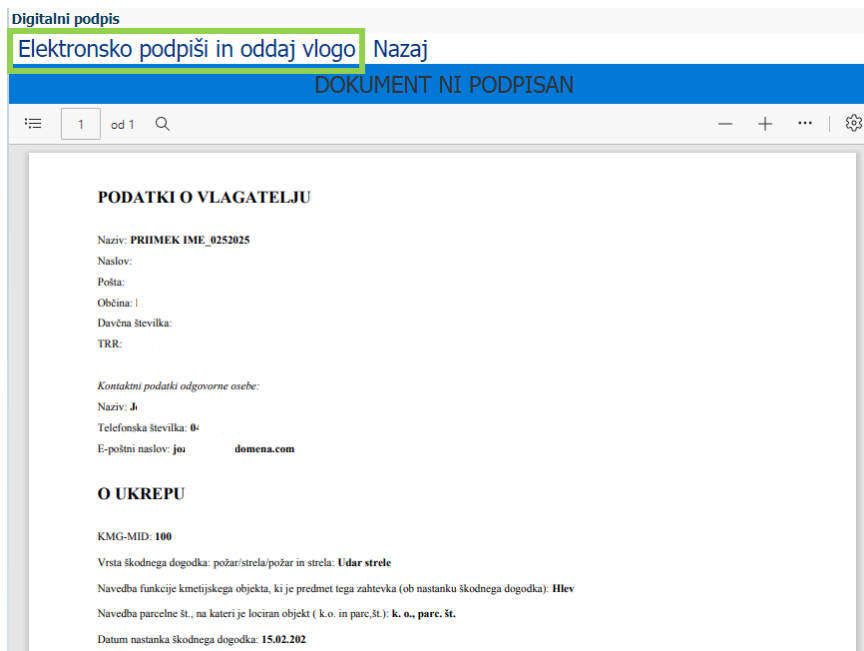 Digitalni podpis
Elektronsko podpiši in oddaj vlogo Nazaj
DOKUMENT NI PODPISAN
1 od 1
PODATKI O VLAGATELJU
Naziv: PRIIMEK IME_0252025
Naslov:
Pošta:
Občina:
Davčna številka:
TRR:
Kontaktni podatki odgovorne osebe:
Naziv:
Telefonska številka:
E-poštni naslov: domena.com
O UKREPU
KMG-MID: 100
Vrsta škodnega dogodka: požar/strela/požar in strela: Udar strele
Navedba funkcije kmetijskega objekta, ki je predmet tega zahtevka (ob nastanku škodnega dogodka): Hlev
Navedba parcelne št., na kateri je lociran objekt ( k.o. in parc,št.): k. o., parc. št.
Datum nastanka škodnega dogodka: 15.02.202